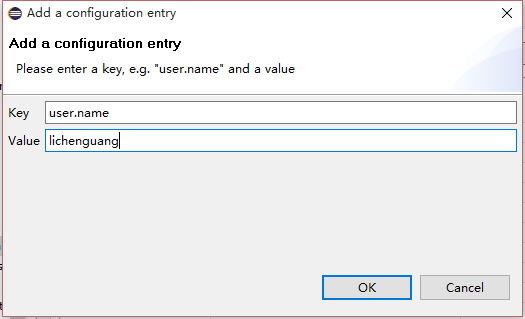 Add a configuration entry
Add a configuration entry
Please enter a key, e.g. "user.name" and a value
Key user.name
Value lichenguang
OK Cancel